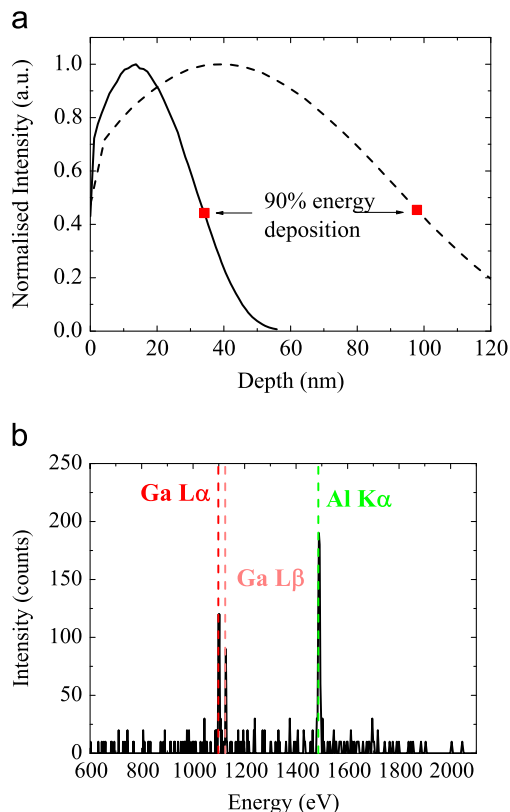 a
Normalised Intensity (a.u.)
1.0
0.8
0.6
0.4
0.2
0.0
90% energy
deposition
0 20 40 60 80 100 120
Depth (nm)
b
Intensity (counts)
250
200
150
100
50
0
Ga Lα
Al Kα
Ga Lβ
600 800 1000 1200 1400 1600 1800 2000
Energy (eV)